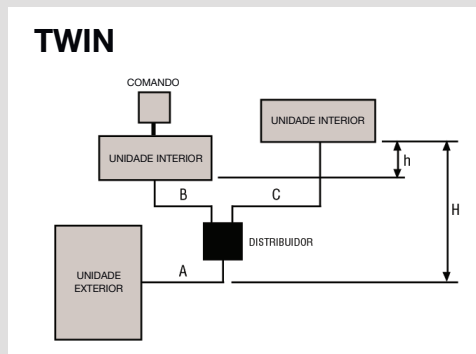 TWIN
COMANDO
UNIDADE INTERIOR
UNIDADE INTERIOR
h
B
C
H
DISTRIBUIDOR
A
UNIDADE
EXTERIOR